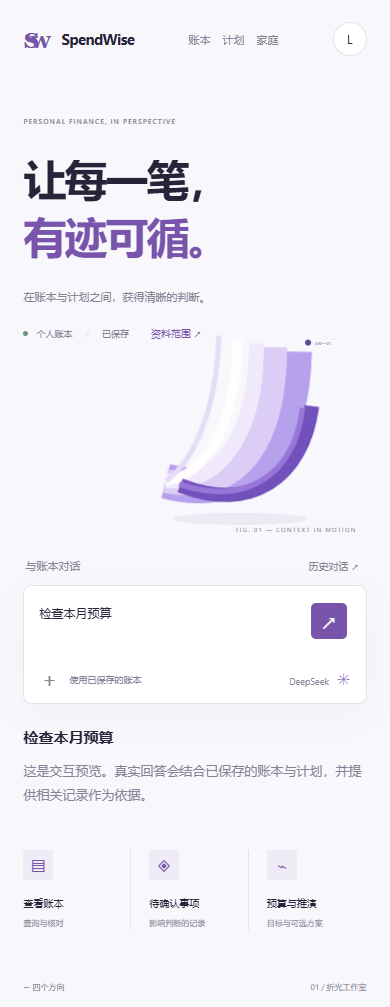 SW SpendWise 账本 计划 家庭 L
PERSONAL FINANCE, IN PERSPECTIVE
让每一笔，
有迹可循。
在账本与计划之间，获得清晰的判断。
个人账本 / 已保存 资料范围 ↗
SW—01
FIG. 01 — CONTEXT IN MOTION
与账本对话 历史对话 ↗
检查本月预算 ↗
+ 使用已保存的账本 DeepSeek
检查本月预算
这是交互预览。真实回答会结合已保存的账本与计划，并提
供相关记录作为依据。
查看账本 待确认事项 预算与推演
查询与核对 影响判断的记录 目标与可选方案
← 四个方向 01 / 折光工作室